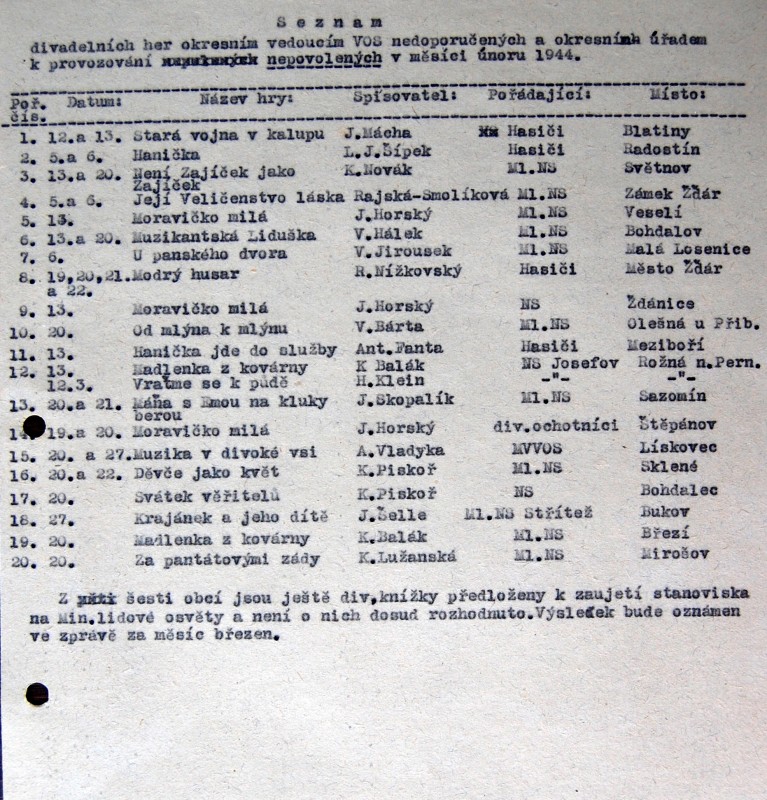 S e z n a m
divadelních her okresním vedoucím VOS nedoporučených a okresním úřadem
k provozování nepovolených v měsíci únoru 1944.
Poř. čís. Datum: Název hry: Spisovatel: Pořádající: Místo:
1. 12.a 13. Stará vojna v kalupu J.Mácha Hasiči Blatiny
2. 5.a 6. Hanička L.J.Šípek Hasiči Radostín
3. 13.a 20. Není Zajíček jako K.Novák Ml.NS Světnov
Zajíček
4. 5.a 6. Její Veličenstvo láska Rajská-Smolíková Ml.NS Zámek Žďár
5. 13. Moravičko milá J.Horský Ml.NS Veselí
6. 13.a 20. Muzikantská Liduška V.Hálek Ml.NS Bohdalov
7. 6. U panského dvora V.Jirousek Ml.NS Malá Losenice
8. 19,20,21. Modrý husar R.Nížkovský Hasiči Město Žďár
a 22.
9. 13. Moravičko milá J.Horský NS Ždánice
10. 20. Od mlýna k mlýnu V.Bárta Ml.NS Olešná u Přib.
11. 13. Hanička jde do služby Ant.Fanta Hasiči Meziboří
12. 13. Madlenka z kovárny K Balák NS Josefov Rožná n.Pern.
12.3. Vraťme se k půdě H.Klein -"- -"-
13. 20.a 21. Máňa s Emou na kluky J.Skopalík Ml.NS Sazomín
berou
14. 19.a 20. Moravičko milá J.Horský div.ochotníci Štěpánov
15. 20. a 27. Muzika v divoké vsi A.Vladyka MVVOS Lískovec
16. 20.a 22. Děvče jako květ K.Piskoř Ml.NS Sklené
17. 20. Svátek věřitelů K.Piskoř NS Bohdalec
18. 27. Krajánek a jeho dítě J.Šelle Ml.NS Střítež Bukov
19. 20. Madlenka z kovárny K.Balák Ml.NS Březí
20. 20. Za pantátovými zády K.Lužanská Ml.NS Mirošov
Z šesti obcí jsou ještě div,knížky předloženy k zaujetí stanoviska
na Min.lidové osvěty a není o nich dosud rozhodnuto.Výsledek bude oznámen
ve zprávě za měsíc březen.